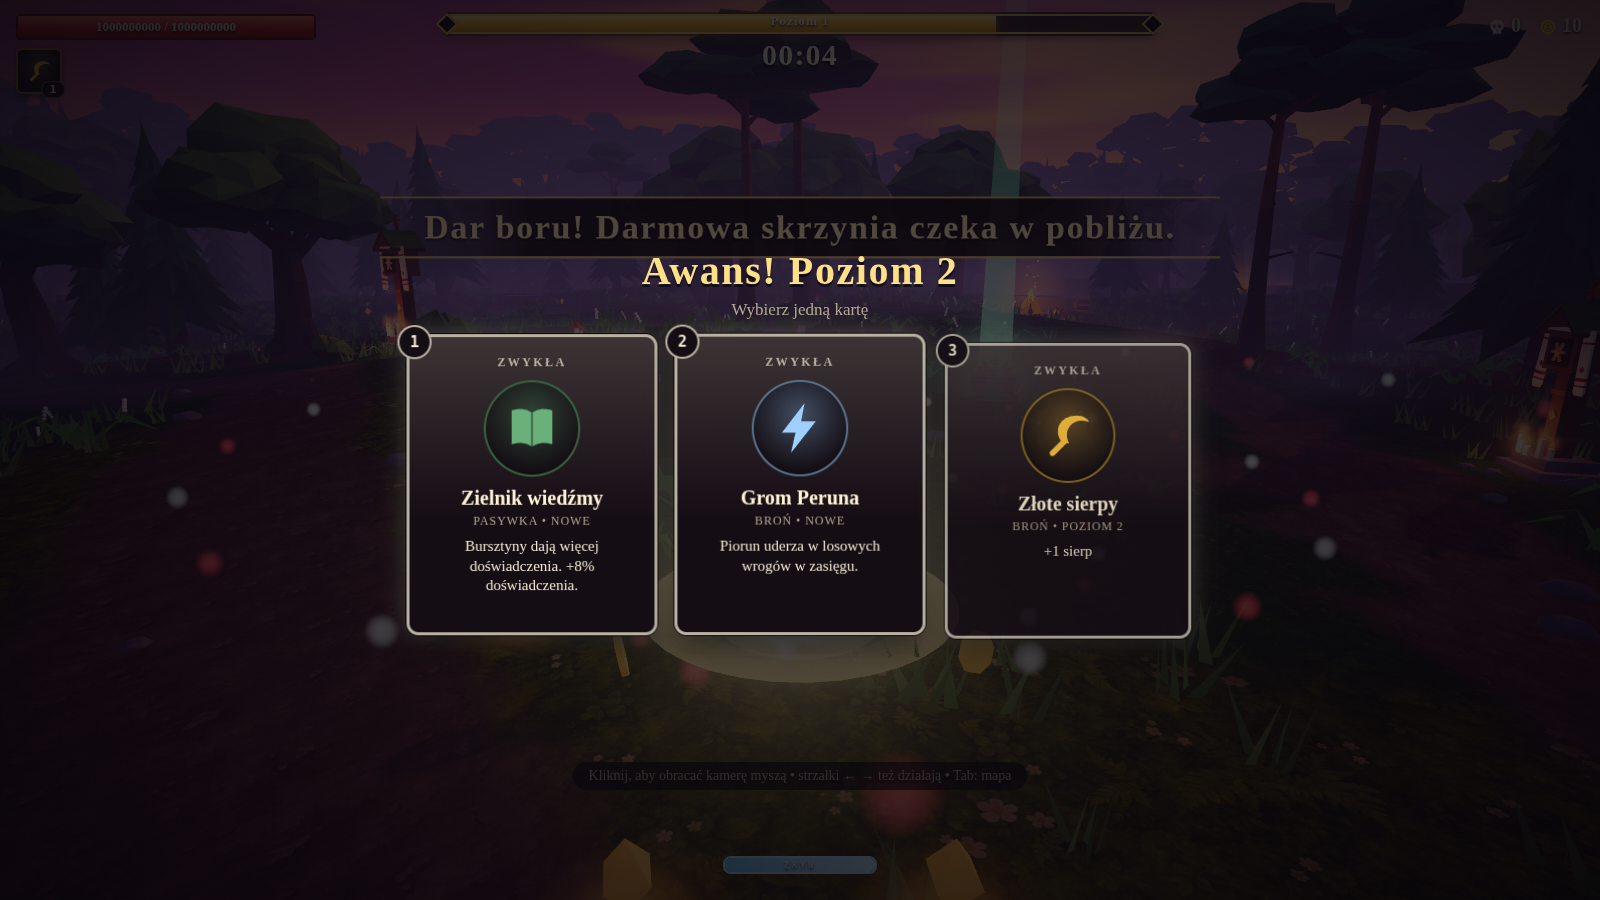 1000000000 / 1000000000
Poziom 1
0
10
00:04
1
Dar boru! Darmowa skrzynia czeka w pobliżu.
Awans! Poziom 2
Wybierz jedną kartę
1
ZWYKŁA
Zielnik wiedźmy
PASYWKA • NOWE
Bursztyny dają więcej
doświadczenia. +8%
doświadczenia.
2
ZWYKŁA
Grom Peruna
BROŃ • NOWE
Piorun uderza w losowych
wrogów w zasięgu.
3
ZWYKŁA
Złote sierpy
BROŃ • POZIOM 2
+1 sierp
Kliknij, aby obracać kamerę myszą • strzałki ← → też działają • Tab: mapa